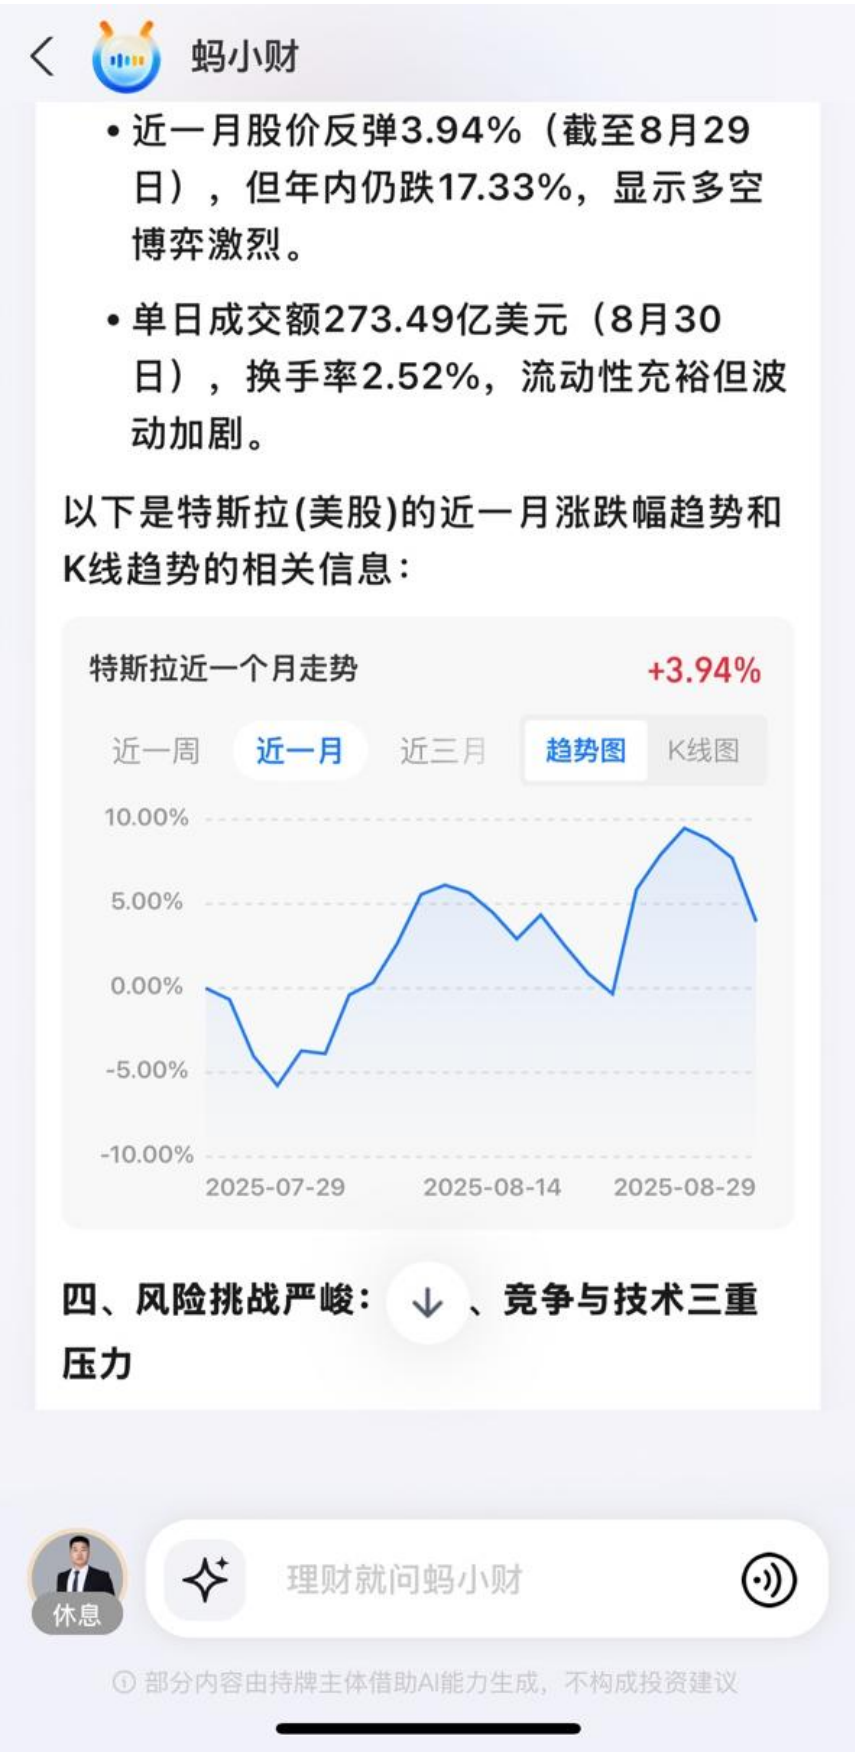 蚂小财
• 近一月股价反弹3.94%（截至8月29
日），但年内仍跌17.33%，显示多空
博弈激烈。
• 单日成交额273.49亿美元（8月30
日），换手率2.52%，流动性充裕但波
动加剧。
以下是特斯拉(美股)的近一月涨跌幅趋势和
K线趋势的相关信息：
特斯拉近一个月走势 +3.94%
近一周 近一月 近三月 趋势图 K线图
10.00%
5.00%
0.00%
-5.00%
-10.00%
2025-07-29 2025-08-14 2025-08-29
四、风险挑战严峻： 、竞争与技术三重
压力
休息 理财就问蚂小财
部分内容由持牌主体借助AI能力生成，不构成投资建议